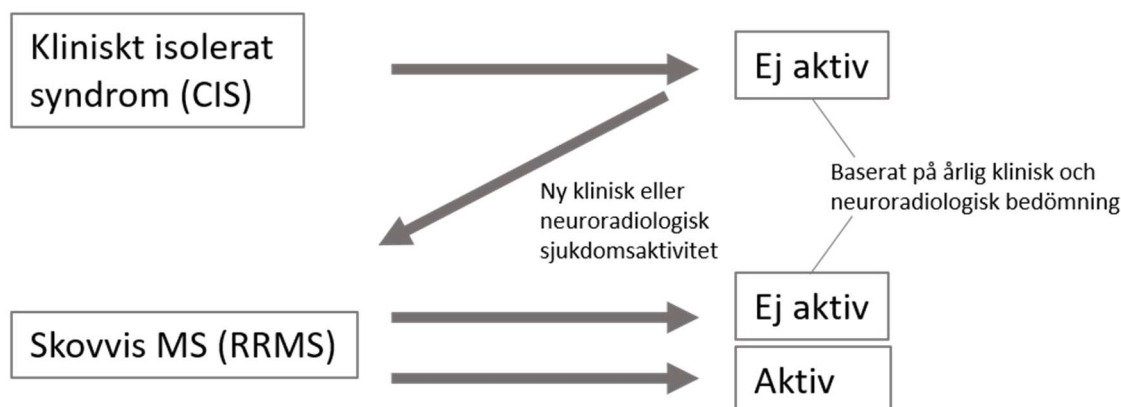 Kliniskt isolerat
syndrom (CIS)
Ej aktiv
Baserat på årlig klinisk och
neuroradiologisk bedömning
Ny klinisk eller
neuroradiologisk
sjukdomsaktivitet
Ej aktiv
Skovvis MS (RRMS)
Aktiv